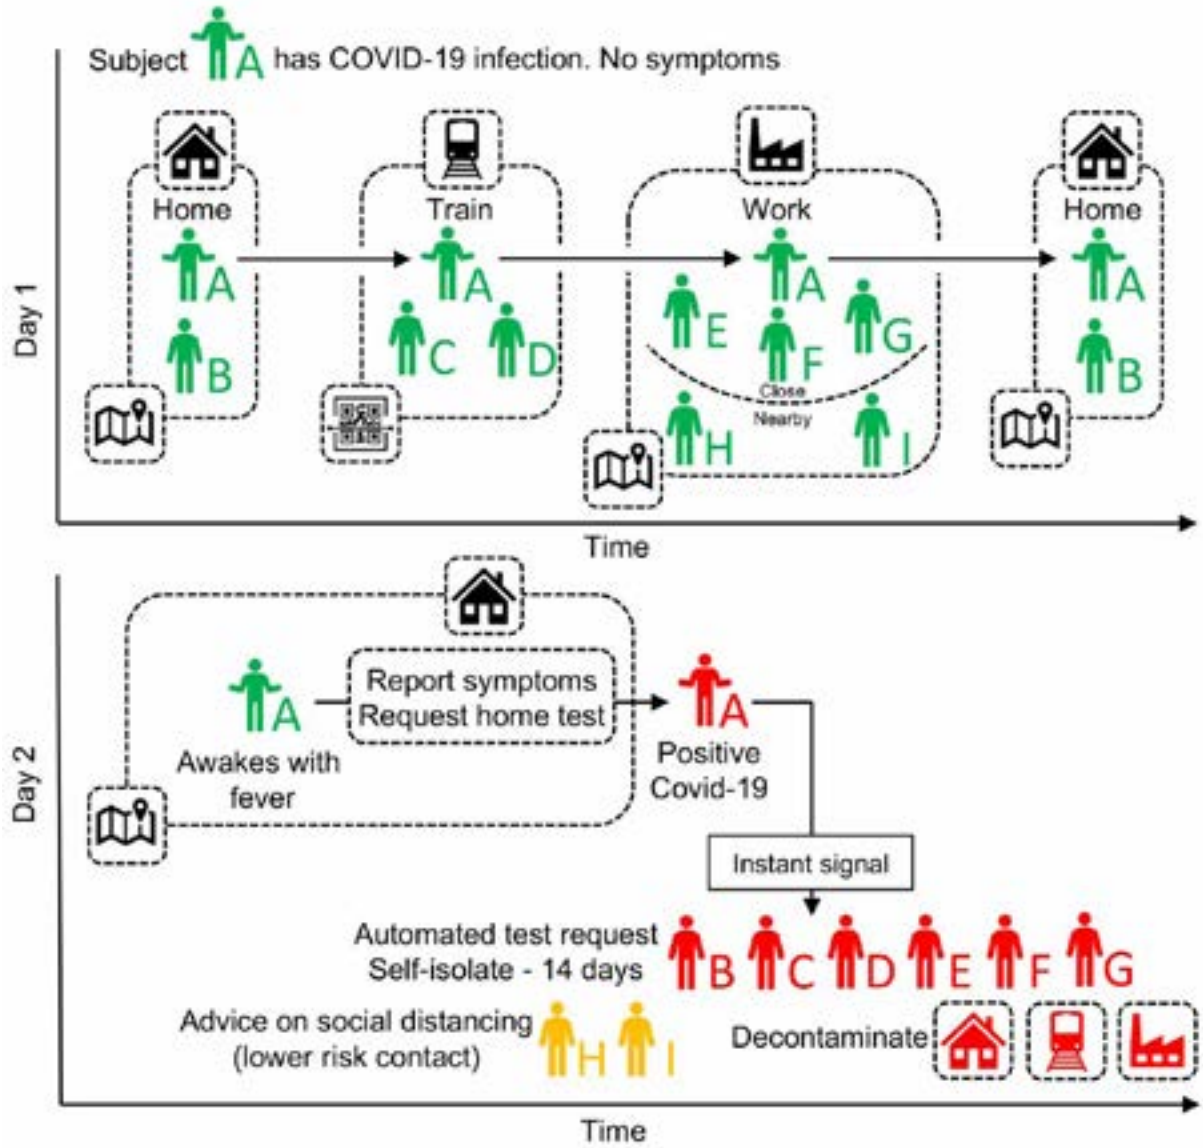 Subject A has COVID-19 infection. No symptoms
Home
Train
Work
Home
A
A
A
A
B
C
D
E
F
G
B
Close
Nearby
H
I
Day 1
Time
Report symptoms
Request home test
A
A
Awakes with
fever
Positive
Covid-19
Instant signal
Automated test request
Self-isolate - 14 days
B C D E F G
Advice on social distancing
(lower risk contact)
H I
Decontaminate
Day 2
Time